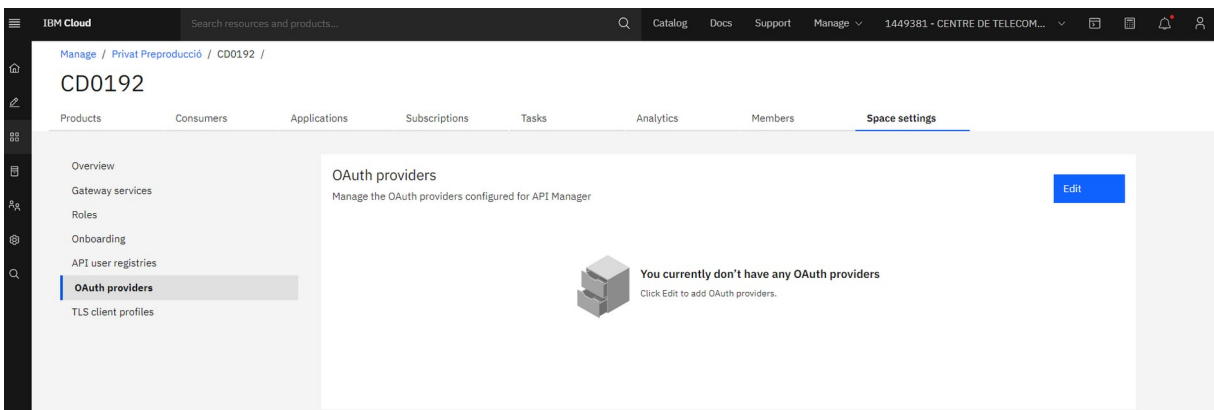 IBM Cloud
Search resources and products...
Catalog
Docs
Support
Manage
1449381 - CENTRE DE TELECOM...
Manage / Privat Preproducció / CD0192 /
CD0192
Products
Consumers
Applications
Subscriptions
Tasks
Analytics
Members
Space settings
Overview
Gateway services
Roles
Onboarding
API user registries
OAuth providers
TLS client profiles
OAuth providers
Manage the OAuth providers configured for API Manager
Edit
You currently don't have any OAuth providers
Click Edit to add OAuth providers.